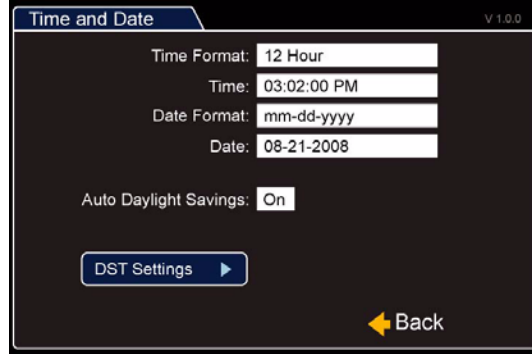 Time and Date
V 1.0.0
Time Format: 12 Hour
Time: 03:02:00 PM
Date Format: mm-dd-yyyy
Date: 08-21-2008
Auto Daylight Savings: On
DST Settings
Back